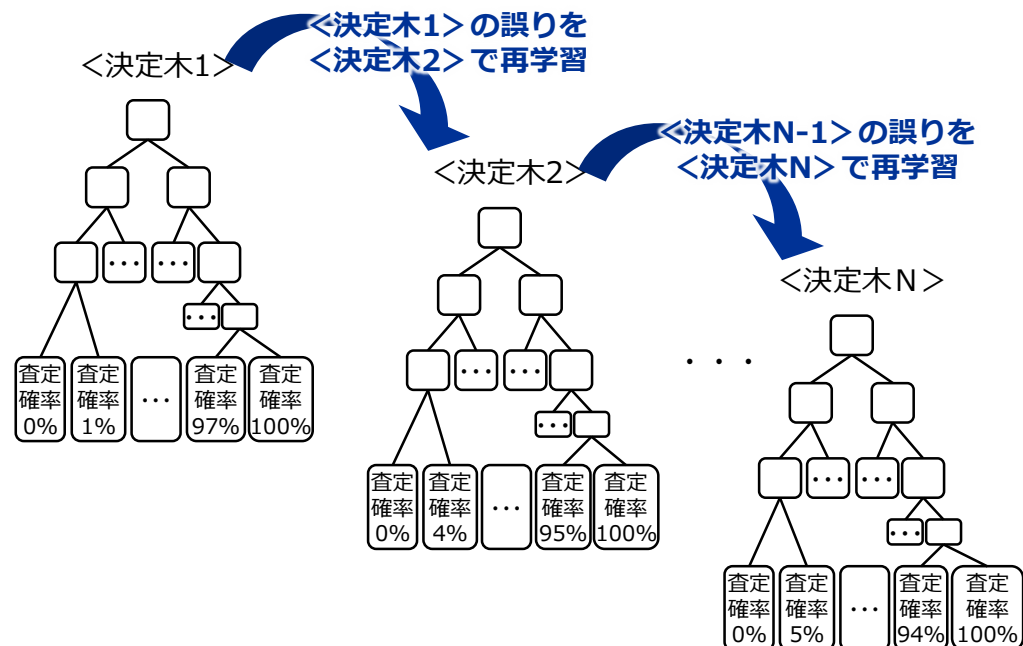 <決定木1>の誤りを
<決定木2>で再学習
<決定木1>
･･･
･･･
･･･
査定
確率
0%
査定
確率
1%
･･･
査定
確率
97%
査定
確率
100%
<決定木N-1>の誤りを
<決定木N>で再学習
<決定木2>
･･･
･･･
･･･
査定
確率
0%
査定
確率
4%
･･･
査定
確率
95%
査定
確率
100%
・・・
<決定木Ｎ>
･･･
･･･
･･･
査定
確率
0%
査定
確率
5%
･･･
査定
確率
94%
査定
確率
100%